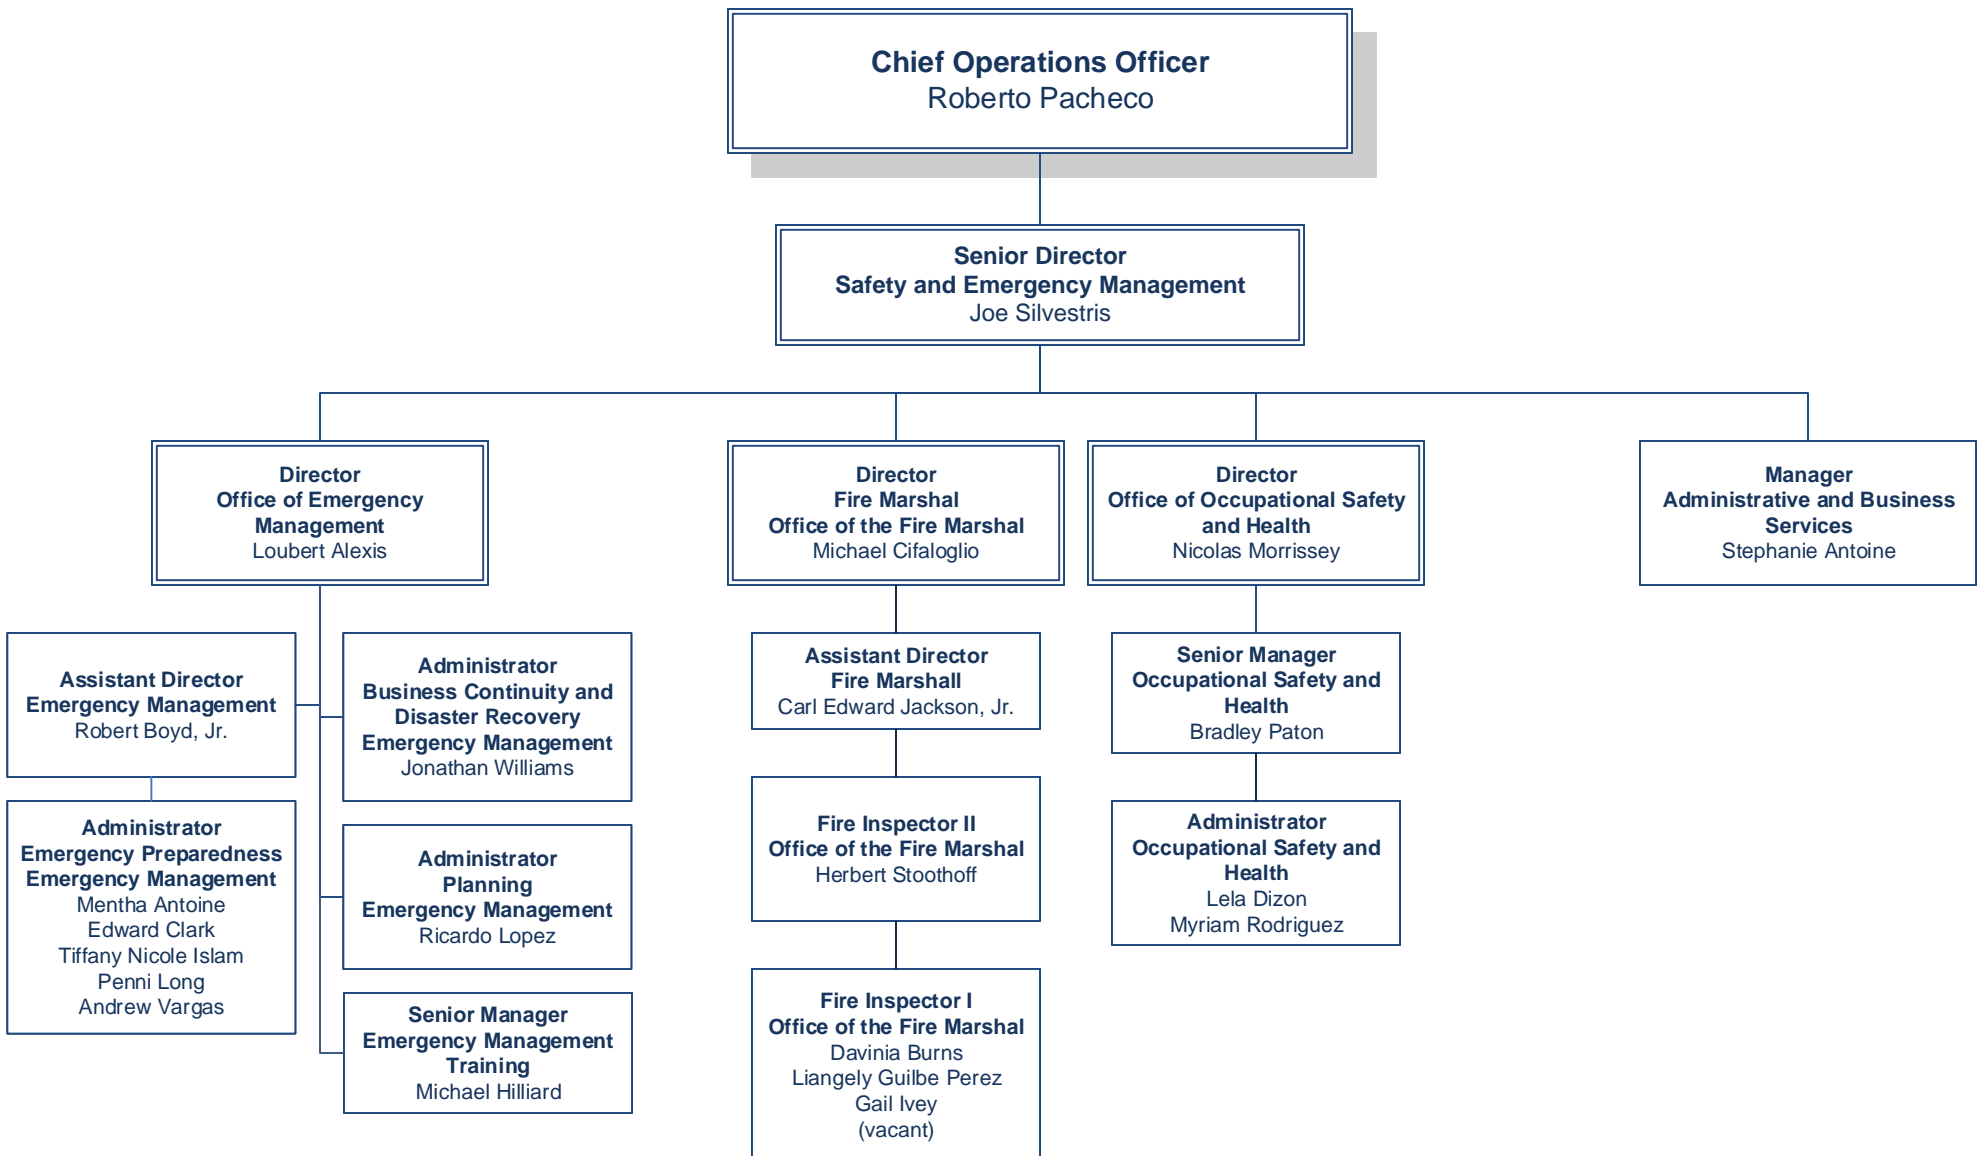 Chief Operations Officer
Roberto Pacheco
Senior Director
Safety and Emergency Management
Joe Silvestris
Director
Office of Emergency
Management
Loubert Alexis
Director
Fire Marshal
Office of the Fire Marshal
Michael Cifaloglio
Director
Office of Occupational Safety
and Health
Nicolas Morrissey
Manager
Administrative and Business
Services
Stephanie Antoine
Assistant Director
Emergency Management
Robert Boyd, Jr.
Administrator
Business Continuity and
Disaster Recovery
Emergency Management
Jonathan Williams
Assistant Director
Fire Marshall
Carl Edward Jackson, Jr.
Senior Manager
Occupational Safety and
Health
Bradley Paton
Administrator
Emergency Preparedness
Emergency Management
Mentha Antoine
Edward Clark
Tiffany Nicole Islam
Penni Long
Andrew Vargas
Administrator
Planning
Emergency Management
Ricardo Lopez
Fire Inspector II
Office of the Fire Marshal
Herbert Stoothoff
Administrator
Occupational Safety and
Health
Lela Dizon
Myriam Rodriguez
Senior Manager
Emergency Management
Training
Michael Hilliard
Fire Inspector I
Office of the Fire Marshal
Davinia Burns
Liangely Guilbe Perez
Gail Ivey
(vacant)